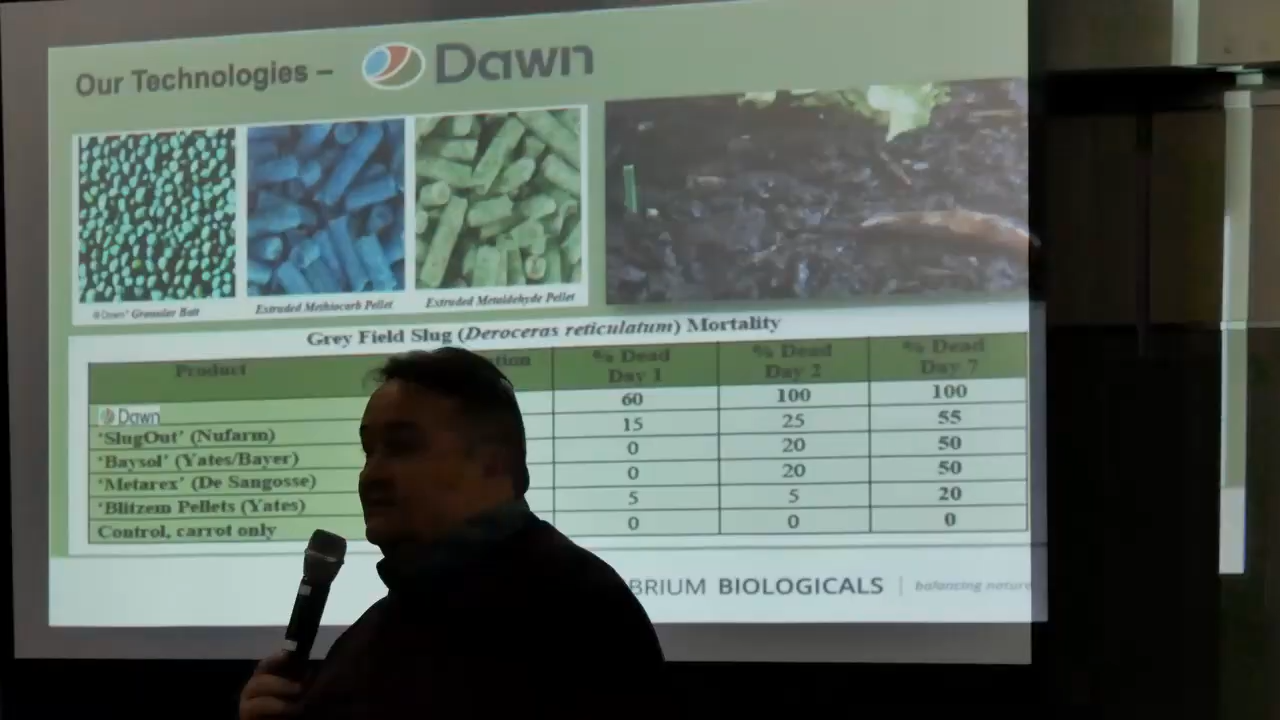 Our Technologies – Dawn
Dawn® Granular Bait
Extruded Methiocarb Pellet
Extruded Metaldehyde Pellet
Grey Field Slug (Deroceras reticulatum) Mortality
Product % Dead Day 1 % Dead Day 2 % Dead Day 7
Dawn 60 100 100
'SlugOut' (Nufarm) 15 25 55
'Baysol' (Yates/Bayer) 0 20 50
'Metarex' (De Sangosse) 0 20 50
'Blitzem Pellets (Yates) 5 5 20
Control, carrot only 0 0 0
BRIUM BIOLOGICALS | balancing nature